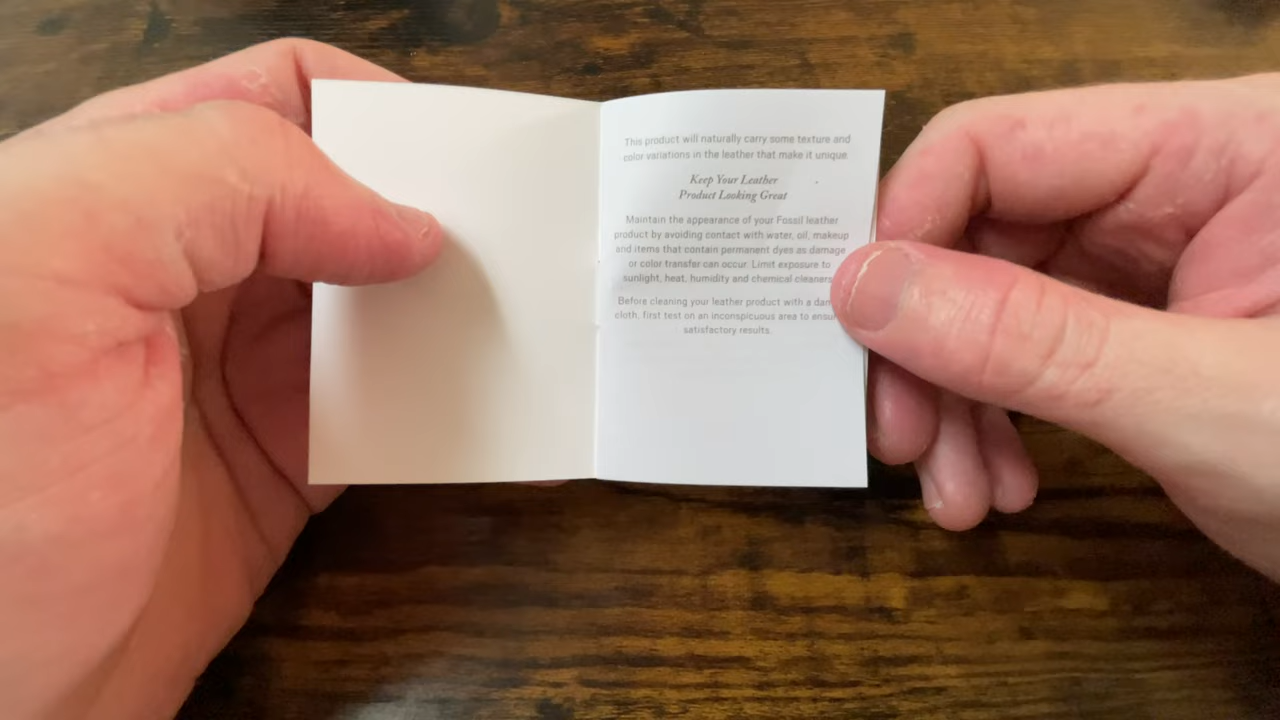 This product will naturally carry some texture and
color variations in the leather that make it unique.
Keep Your Leather
Product Looking Great
Maintain the appearance of your Fossil leather
product by avoiding contact with water, oil, makeup
and items that contain permanent dyes as damage
or color transfer can occur. Limit exposure to
sunlight, heat, humidity and chemical cleaners
Before cleaning your leather product with a
cloth, first test on an inconspicuous area to
satisfactory results.